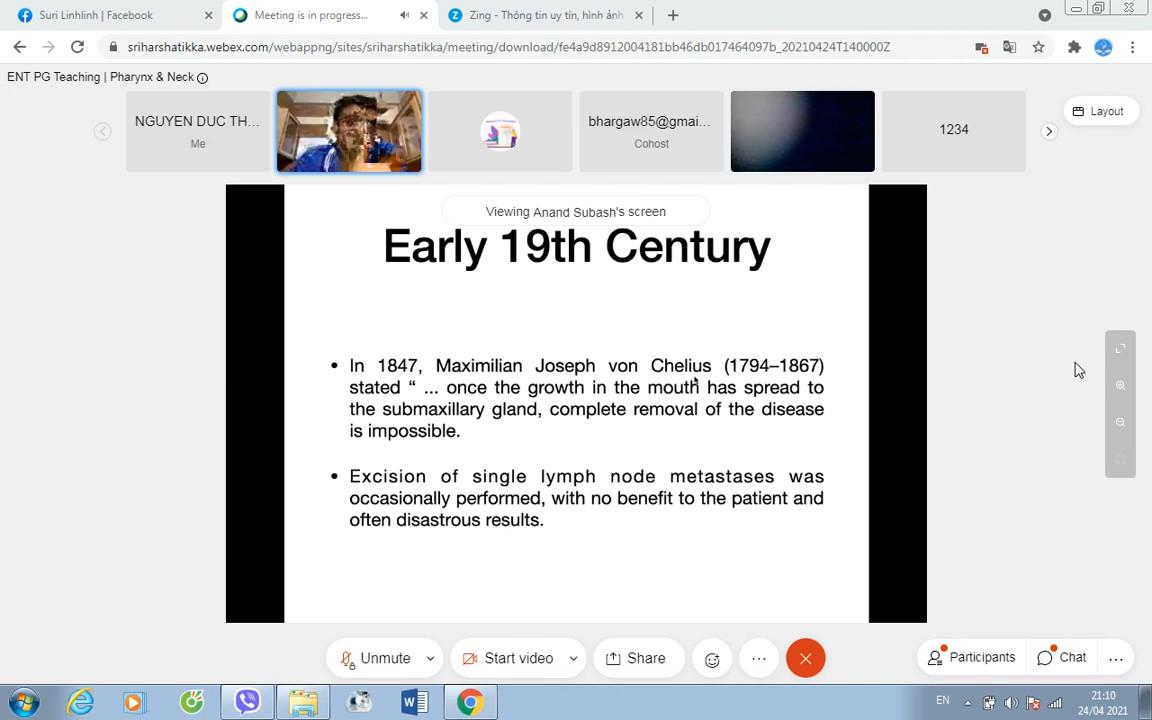 Suri Linhlinh | Facebook
Meeting is in progress...
Zing - Thông tin uy tín, hình ảnh
sriharshatikka.webex.com/webappng/sites/sriharshatikka/meeting/download/fe4a9d8912004181bb46db017464097b_20210424T140000Z
ENT PG Teaching | Pharynx & Neck
NGUYEN DUC TH...
Me
bhargaw85@gmai...
Cohost
1234
Layout
Viewing Anand Subash's screen
Early 19th Century
• In 1847, Maximilian Joseph von Chelius (1794–1867)
stated “ ... once the growth in the mouth has spread to
the submaxillary gland, complete removal of the disease
is impossible.
• Excision of single lymph node metastases was
occasionally performed, with no benefit to the patient and
often disastrous results.
Unmute
Start video
Share
Participants
Chat
EN
21:10
24/04/2021